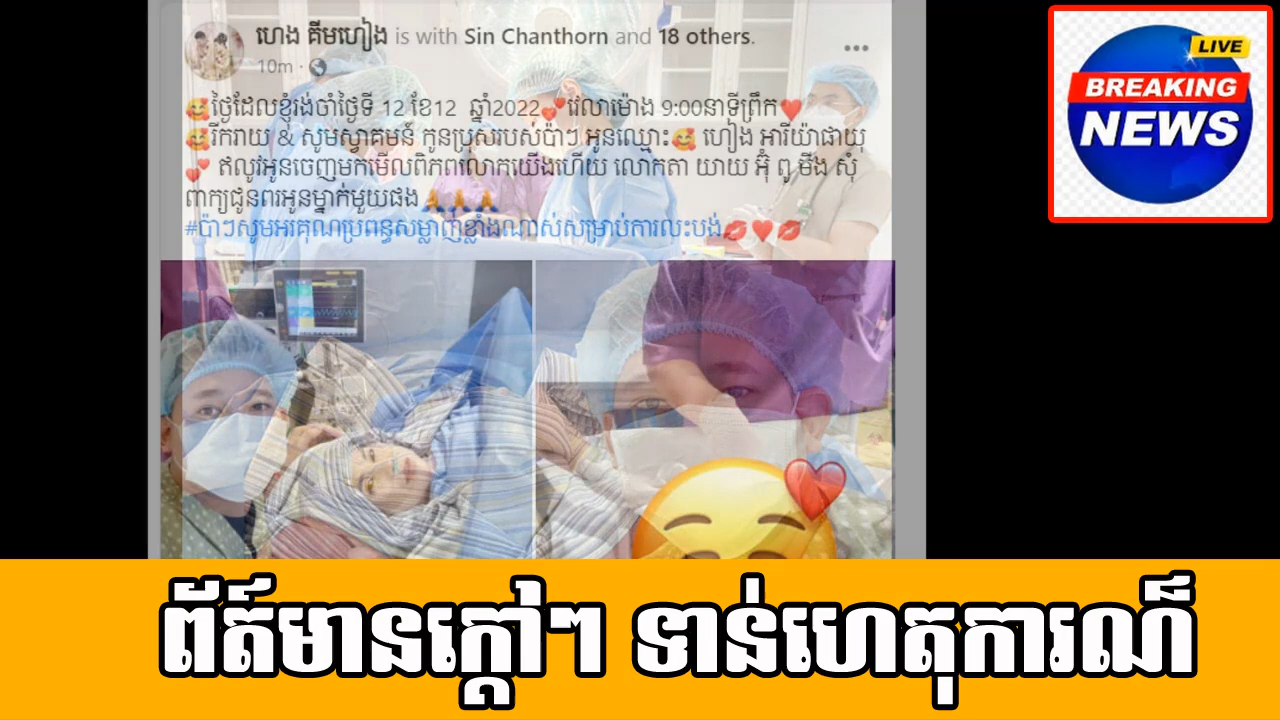 ហេង គីមហៀង is with Sin Chanthorn and 18 others.
10m
🥰ថ្ងៃដែលខ្ញុំរង់ចាំថ្ងៃទី 12 ខែ12 ឆ្នាំ2022💕វេលាម៉ោង 9:00នាទីព្រឹក❤️
🥰រីករាយ & សូមស្វាគមន៍ កូនប្រុសរបស់ប៉ាៗ អូនឈ្មោះ🥰 ហៀង អារីយ៉ាផាយុ
💕 ឥលូវអូនចេញមកមើលពិភពលោកយើងហើយ លោកតា យាយ អ៊ុំ ពូ មីង សុំ
ពាក្យជូនពរអូនម្នាក់មួយផង🙏🙏🙏
#ប៉ាៗសូមអរគុណប្រពន្ធសម្លាញ់ខ្លាំងណាស់សម្រាប់ការលះបង់💋❤️💋
LIVE
BREAKING
NEWS
ព័ត៍មានក្តៅៗ ទាន់ហេតុការណ៍